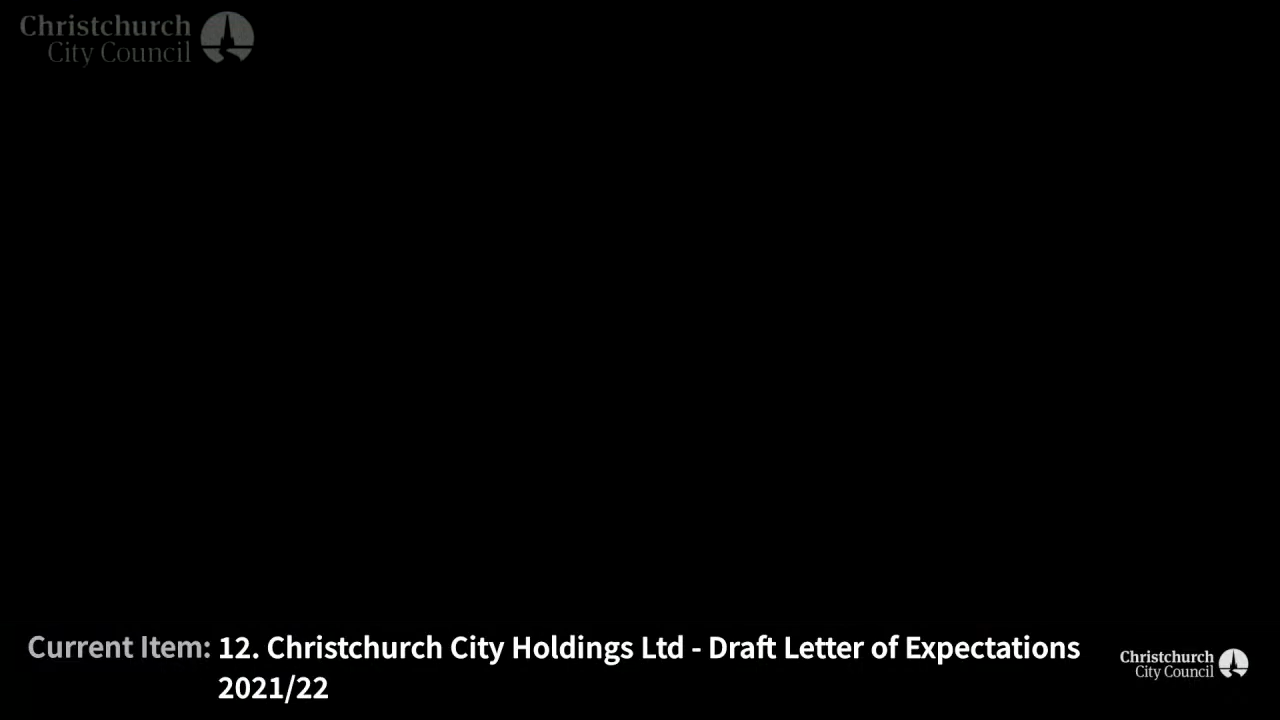 Christchurch
City Council
Current Item: 12. Christchurch City Holdings Ltd - Draft Letter of Expectations
2021/22
Christchurch
City Council